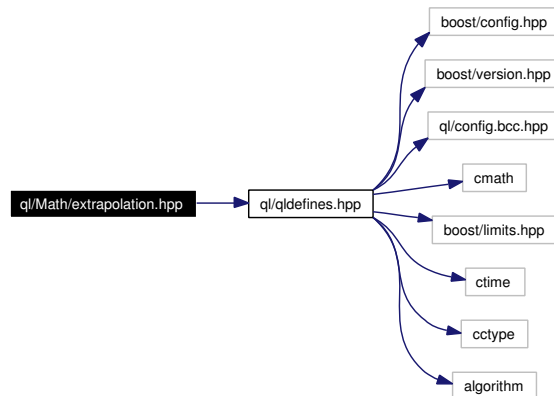 boost/config.hpp
boost/version.hpp
ql/config.bcc.hpp
cmath
ql/Math/extrapolation.hpp
ql/qldefines.hpp
boost/limits.hpp
ctime
cctype
algorithm